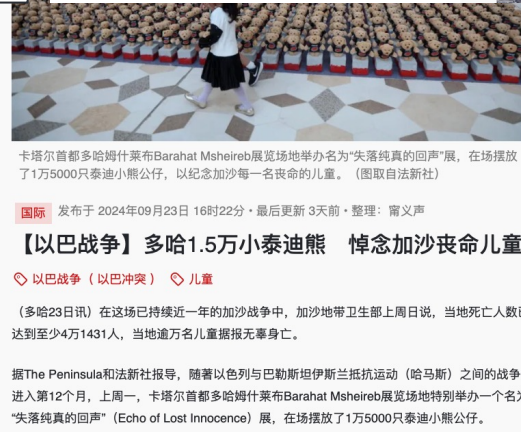 卡塔尔首都多哈姆什莱布Barahat Msheireb展览场地举办名为“失落纯真的回声”展，在场摆放
了1万5000只泰迪小熊公仔，以纪念加沙每一名丧命的儿童。（图取自法新社）
国际 发布于 2024年09月23日 16时22分・最后更新 3天前・整理：甯义声
【以巴战争】多哈1.5万小泰迪熊　悼念加沙丧命儿童
以巴战争（以巴冲突） 儿童
（多哈23日讯）在这场已持续近一年的加沙战争中，加沙地带卫生部上周日说，当地死亡人数已
达到至少4万1431人，当地逾万名儿童据报无辜身亡。
据The Peninsula和法新社报导，随著以色列与巴勒斯坦伊斯兰抵抗运动（哈马斯）之间的战争
进入第12个月，上周一，卡塔尔首都多哈姆什莱布Barahat Msheireb展览场地特别举办一个名为
“失落纯真的回声”（Echo of Lost Innocence）展，在场摆放了1万5000只泰迪小熊公仔。